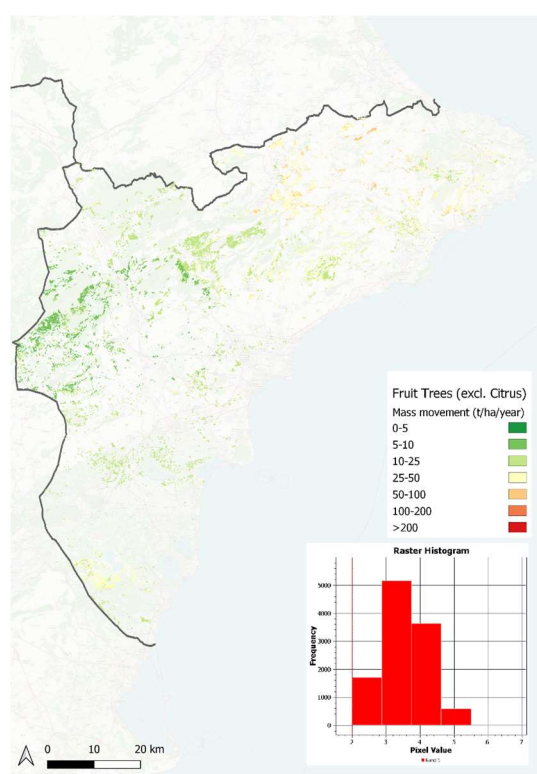 Fruit Trees (excl. Citrus)
Mass movement (t/ha/year)
0-5
5-10
10-25
25-50
50-100
100-200
>200
Raster Histogram
Frequency
5000
4000
3000
2000
1000
0
2 3 4 5 6 7
Pixel Value
Band 1
0 10 20 km